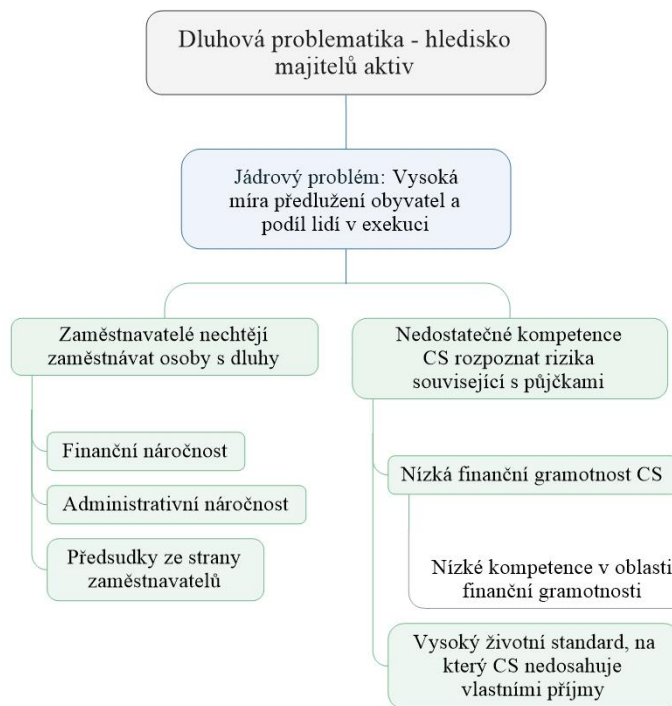 Dluhová problematika - hledisko
majitelů aktiv
Jádrový problém: Vysoká
míra předlužení obyvatel a
podíl lidí v exekuci
Zaměstnavatelé nechtějí
zaměstnávat osoby s dluhy
Finanční náročnost
Administrativní náročnost
Předsudky ze strany
zaměstnavatelů
Nedostatečné kompetence
CS rozpoznat rizika
související s půjčkami
Nízká finanční gramotnost CS
Nízké kompetence v oblasti
finanční gramotnosti
Vysoký životní standard, na
který CS nedosahuje
vlastními příjmy